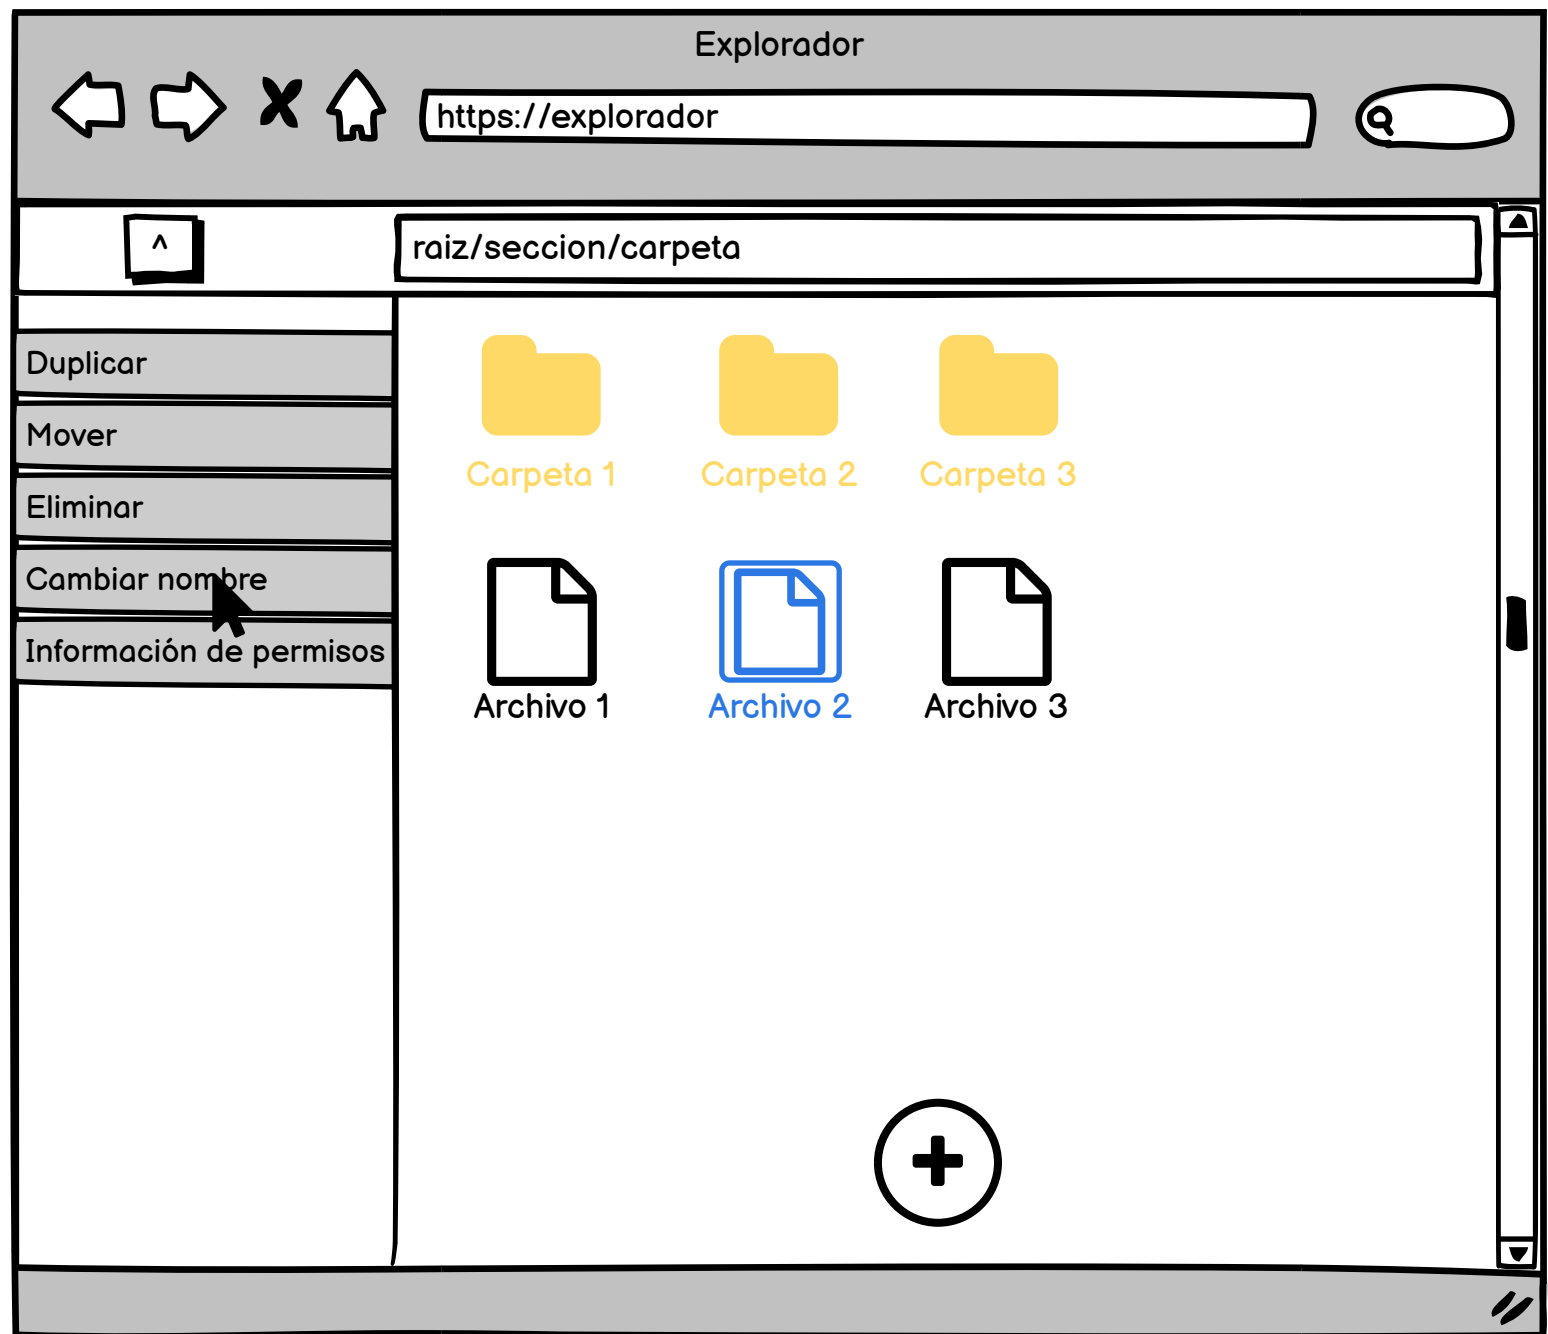 Explorador
https://explorador
^
raiz/seccion/carpeta
Duplicar
Mover
Eliminar
Cambiar nombre
Información de permisos
Carpeta 1
Carpeta 2
Carpeta 3
Archivo 1
Archivo 2
Archivo 3